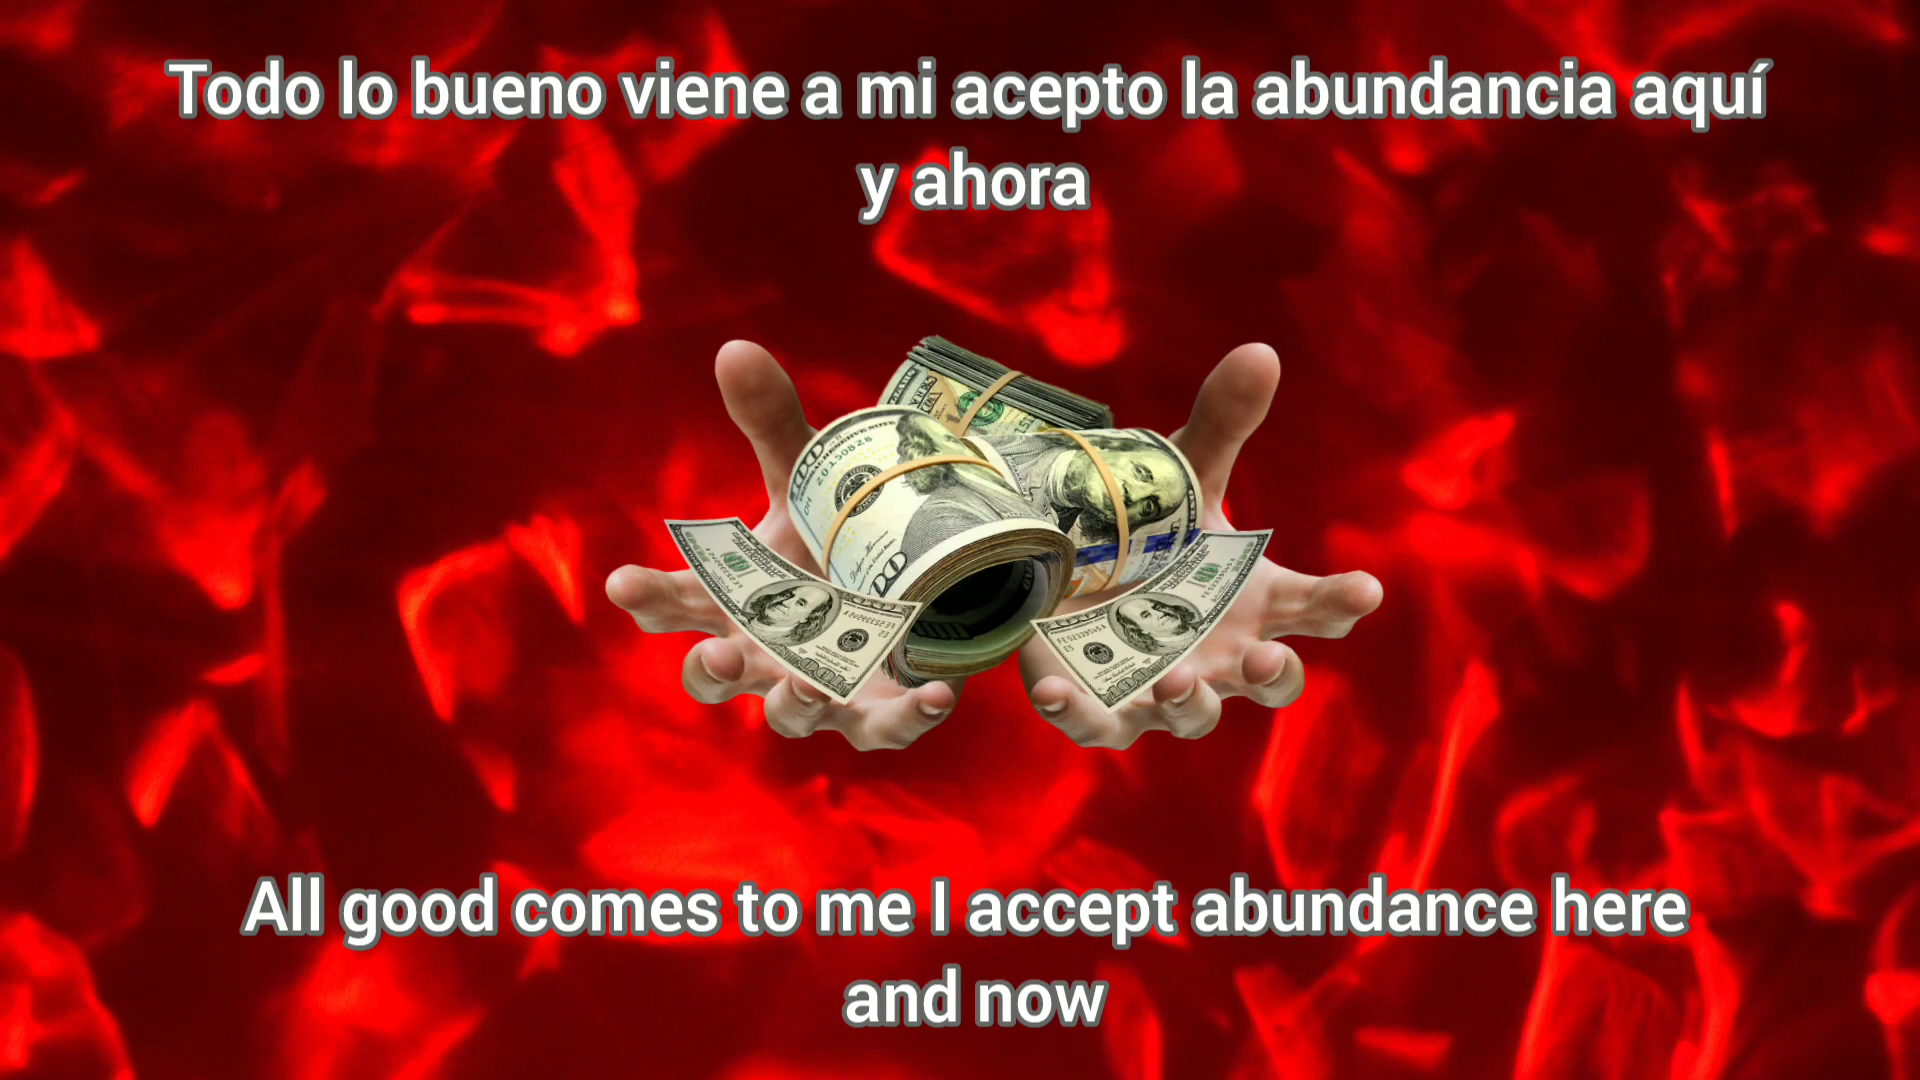 Todo lo bueno viene a mi acepto la abundancia aquí
y ahora
All good comes to me I accept abundance here
and now